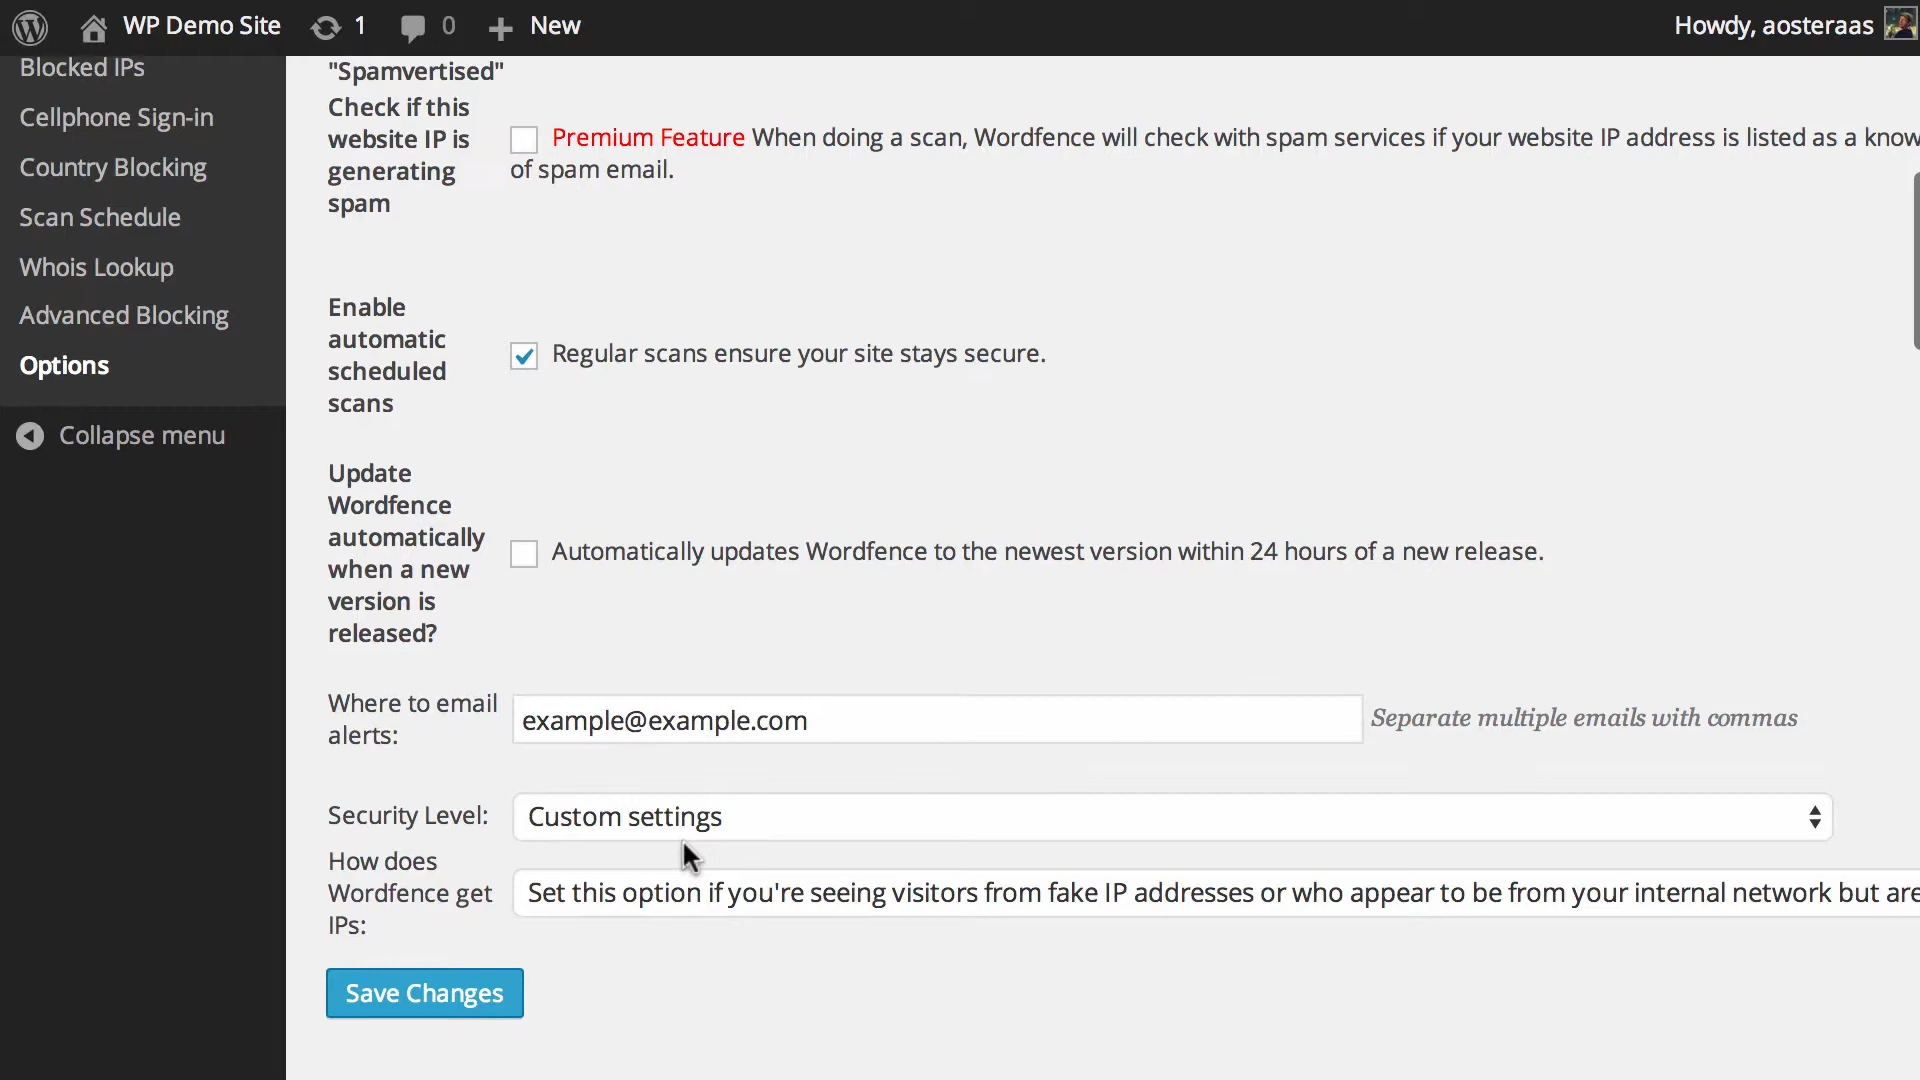 WP Demo Site 1 0 New Howdy, aosteraas
Blocked IPs
Cellphone Sign-in
Country Blocking
Scan Schedule
Whois Lookup
Advanced Blocking
Options
Collapse menu
"Spamvertised"
Check if this
website IP is
generating
spam
Premium Feature When doing a scan, Wordfence will check with spam services if your website IP address is listed as a know
of spam email.
Enable
automatic
scheduled
scans
Regular scans ensure your site stays secure.
Update
Wordfence
automatically
when a new
version is
released?
Automatically updates Wordfence to the newest version within 24 hours of a new release.
Where to email
alerts:
example@example.com
Separate multiple emails with commas
Security Level:
Custom settings
How does
Wordfence get
IPs:
Set this option if you're seeing visitors from fake IP addresses or who appear to be from your internal network but are
Save Changes